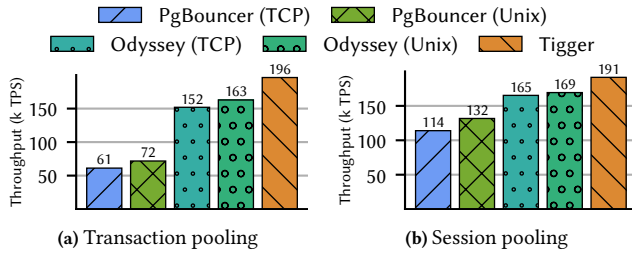 PgBouncer (TCP) PgBouncer (Unix)
Odyssey (TCP) Odyssey (Unix) Tigger
Throughput (k TPS)
150
100
50
61
72
152
163
196
(a) Transaction pooling
Throughput (k TPS)
150
100
50
114
132
165
169
191
(b) Session pooling